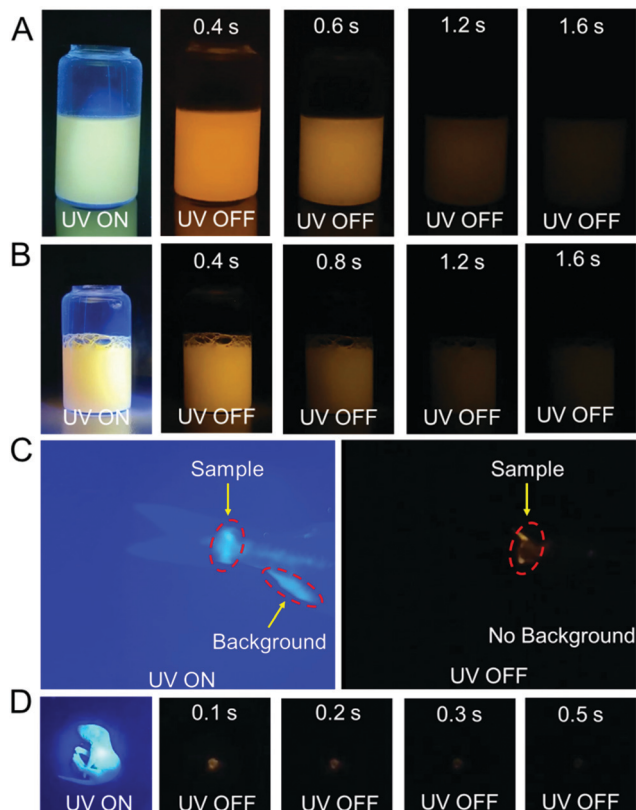 A
0.4 s
0.6 s
1.2 s
1.6 s
UV ON
UV OFF
UV OFF
UV OFF
UV OFF
B
0.4 s
0.8 s
1.2 s
1.6 s
UV ON
UV OFF
UV OFF
UV OFF
UV OFF
C
Sample
Background
UV ON
Sample
No Background
UV OFF
D
0.1 s
0.2 s
0.3 s
0.5 s
UV ON
UV OFF
UV OFF
UV OFF
UV OFF